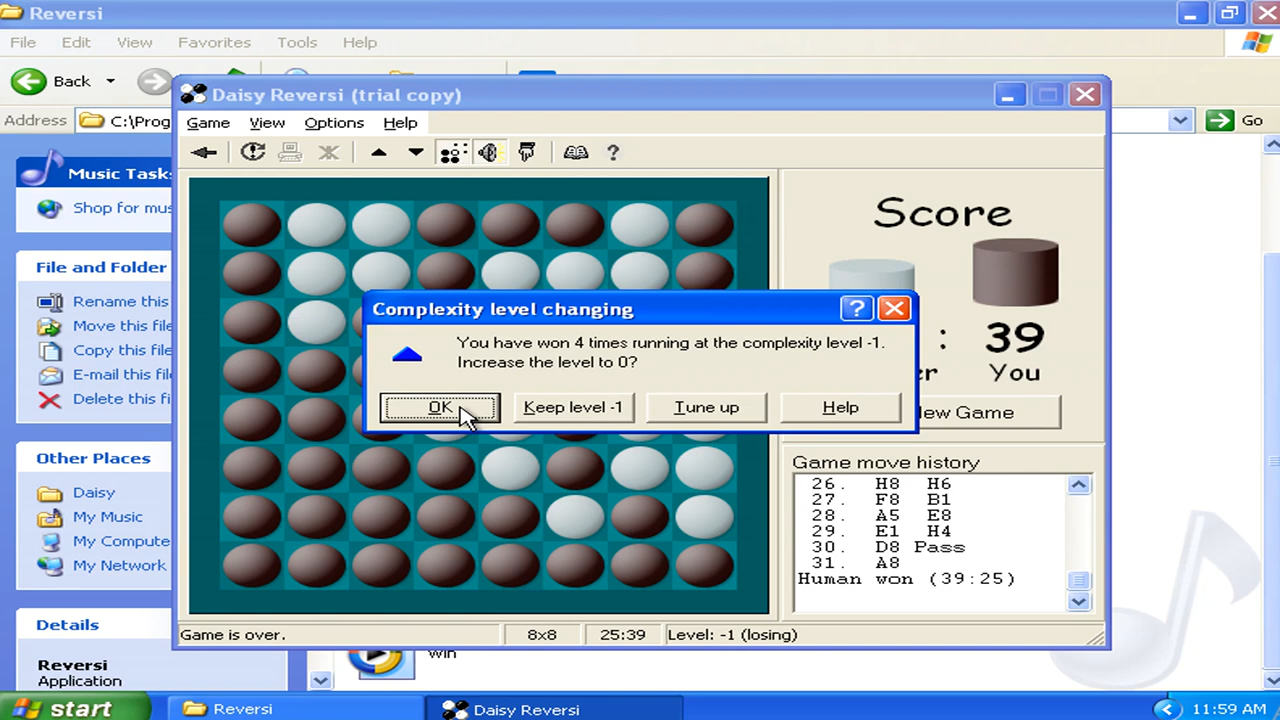 Reversi
File Edit View Favorites Tools Help
Back
Address C:\Prog Go
Daisy Reversi (trial copy)
Game View Options Help
Music Task
Shop for mus
File and Folder
Rename this
Move this file
Copy this file
E-mail this file
Delete this fi
Other Places
Daisy
My Music
My Compute
My Network
Details
Reversi
Application
Score
: 39
er You
ew Game
Complexity level changing
You have won 4 times running at the complexity level -1.
Increase the level to 0?
OK Keep level -1 Tune up Help
Game move history
26. H8 H6
27. F8 B1
28. A5 E8
29. E1 H4
30. D8 Pass
31. A8
Human won (39:25)
Game is over. 8x8 25:39 Level: -1 (losing)
win
start Reversi Daisy Reversi 11:59 AM